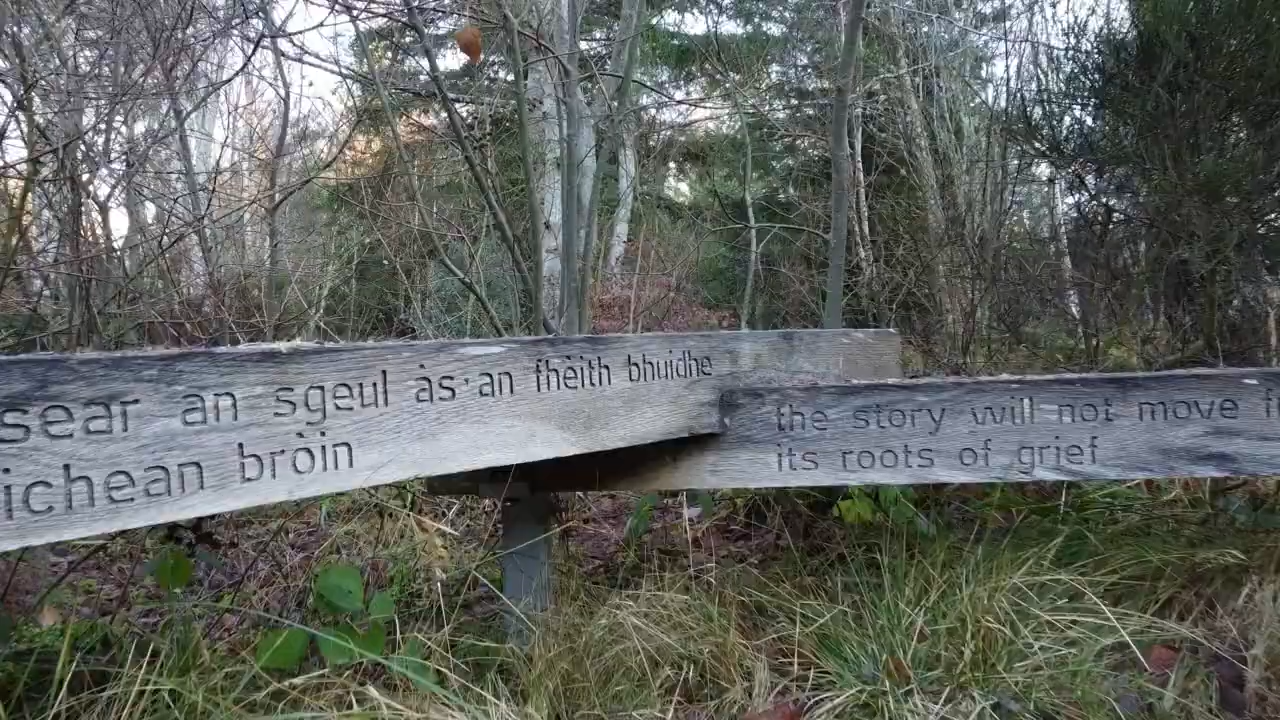 sear an sgeul às an fhèith bhuidhe
ichean bròin
the story will not move
its roots of grief